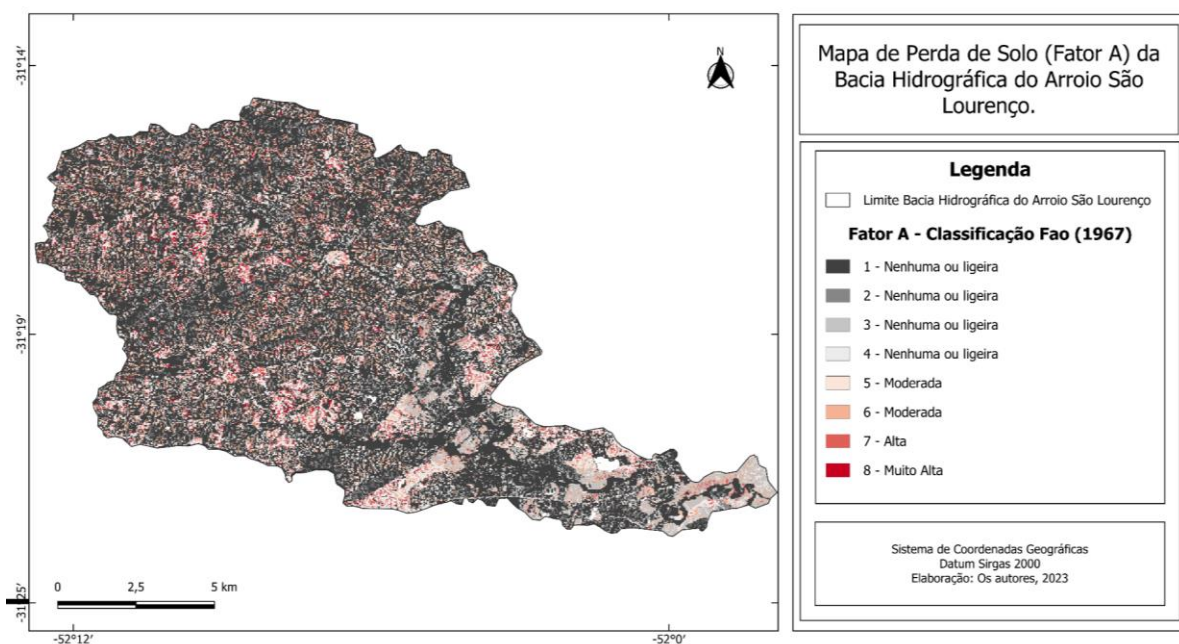 Mapa de Perda de Solo (Fator A) da
Bacia Hidrográfica do Arroio São
Lourenço.
Legenda
Limite Bacia Hidrográfica do Arroio São Lourenço
Fator A - Classificação Fao (1967)
1 - Nenhuma ou ligeira
2 - Nenhuma ou ligeira
3 - Nenhuma ou ligeira
4 - Nenhuma ou ligeira
5 - Moderada
6 - Moderada
7 - Alta
8 - Muito Alta
Sistema de Coordenadas Geográficas
Datum Sirgas 2000
Elaboração: Os autores, 2023
N
-31°14'
-31°19'
-31°25'
0 2,5 5 km
-52°12' -52°0'